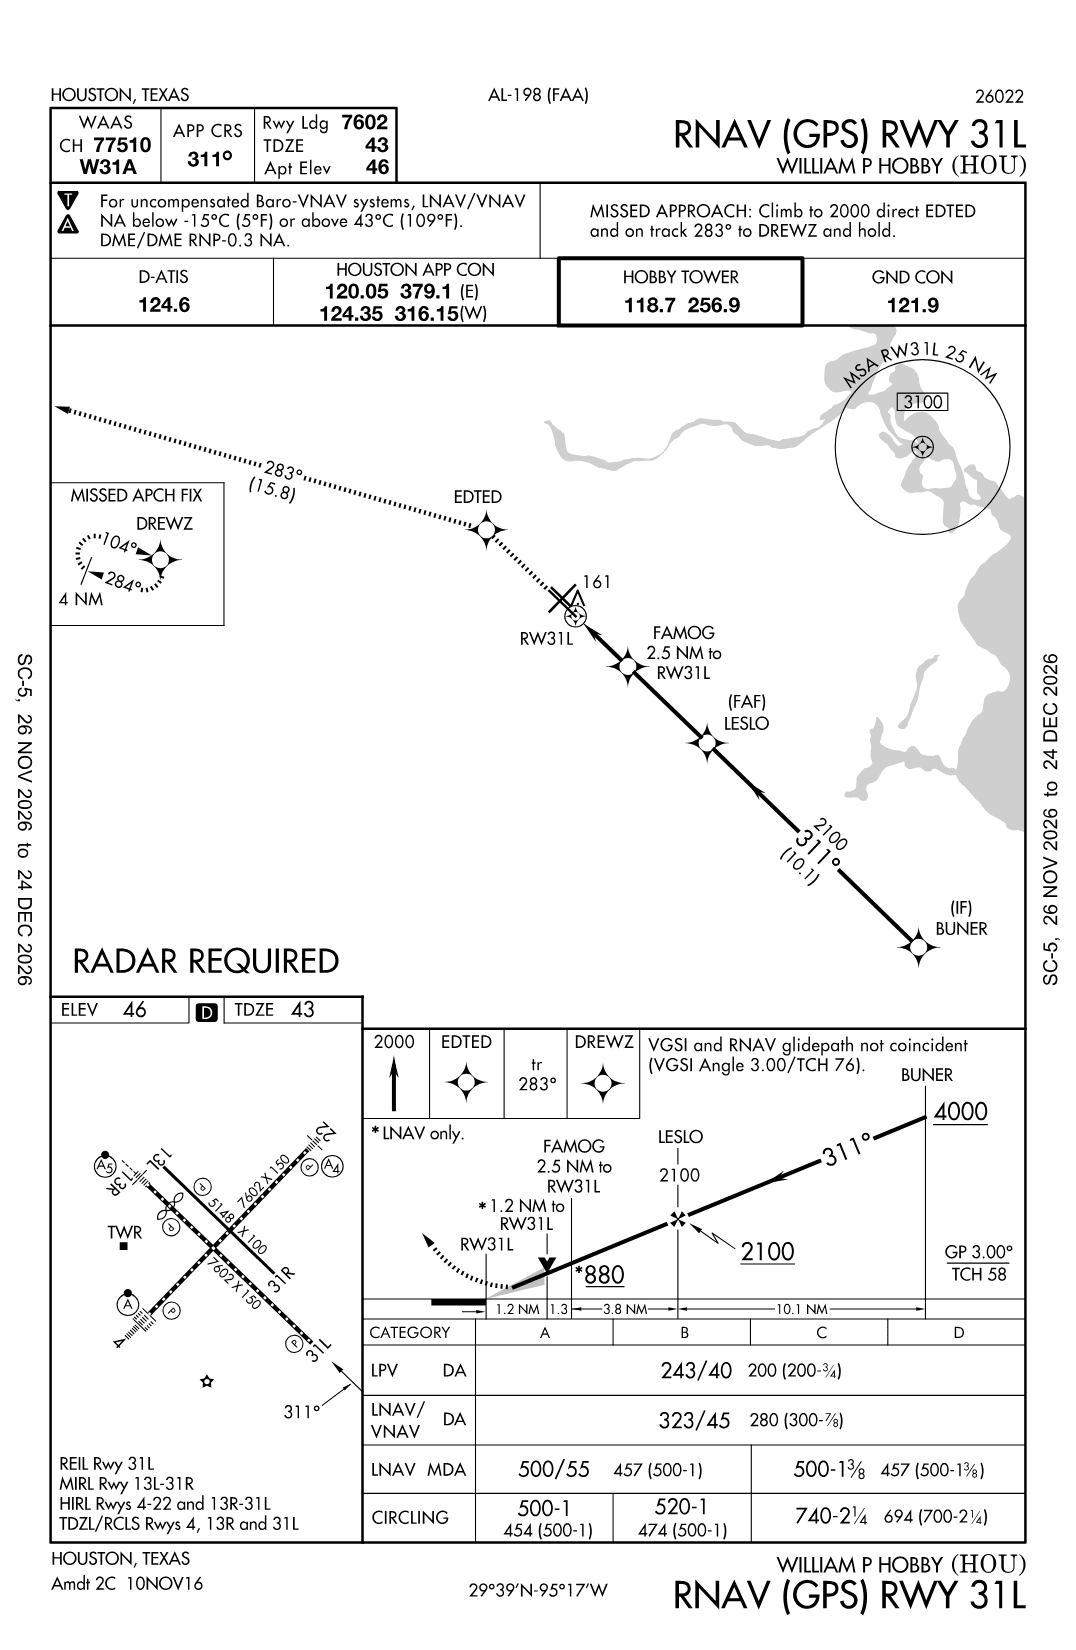 HOUSTON, TEXAS
AL-198 (FAA)
26022
WAAS
CH 77510
W31A
APP CRS
311°
Rwy Ldg 7602
TDZE 43
Apt Elev 46
RNAV (GPS) RWY 31L
WILLIAM P HOBBY (HOU)
T
A
For uncompensated Baro-VNAV systems, LNAV/VNAV
NA below -15°C (5°F) or above 43°C (109°F).
DME/DME RNP-0.3 NA.
MISSED APPROACH: Climb to 2000 direct EDTED
and on track 283° to DREWZ and hold.
D-ATIS
124.6
HOUSTON APP CON
120.05 379.1 (E)
124.35 316.15(W)
HOBBY TOWER
118.7 256.9
GND CON
121.9
MSA RW31L 25 NM
3100
283°
(15.8)
EDTED
MISSED APCH FIX
DREWZ
104°
284°
4 NM
161
RW31L
FAMOG
2.5 NM to
RW31L
(FAF)
LESLO
2100
311°
(10.1)
(IF)
BUNER
RADAR REQUIRED
SC-5, 26 NOV 2026 to 24 DEC 2026
SC-5, 26 NOV 2026 to 24 DEC 2026
ELEV 46
D
TDZE 43
22
13L
A5
13R
P
P
A4
7602 X 150
5148 X 100
P
TWR
7602 X 150
31R
A
P
4
P
31L
311°
REIL Rwy 31L
MIRL Rwy 13L-31R
HIRL Rwys 4-22 and 13R-31L
TDZL/RCLS Rwys 4, 13R and 31L
2000
EDTED
tr
283°
DREWZ
VGSI and RNAV glidepath not coincident
(VGSI Angle 3.00/TCH 76).
BUNER
4000
*LNAV only.
FAMOG
2.5 NM to
RW31L
LESLO
2100
311°
*1.2 NM to
RW31L
RW31L
2100
*880
GP 3.00°
TCH 58
1.2 NM
1.3
3.8 NM
10.1 NM
CATEGORY A B C D
LPV DA 243/40 200 (200-¾)
LNAV/
VNAV DA 323/45 280 (300-⅞)
LNAV MDA 500/55 457 (500-1) 500-1⅜ 457 (500-1⅜)
CIRCLING 500-1 454 (500-1) 520-1 474 (500-1) 740-2¼ 694 (700-2¼)
HOUSTON, TEXAS
Amdt 2C 10NOV16
29°39'N-95°17'W
WILLIAM P HOBBY (HOU)
RNAV (GPS) RWY 31L